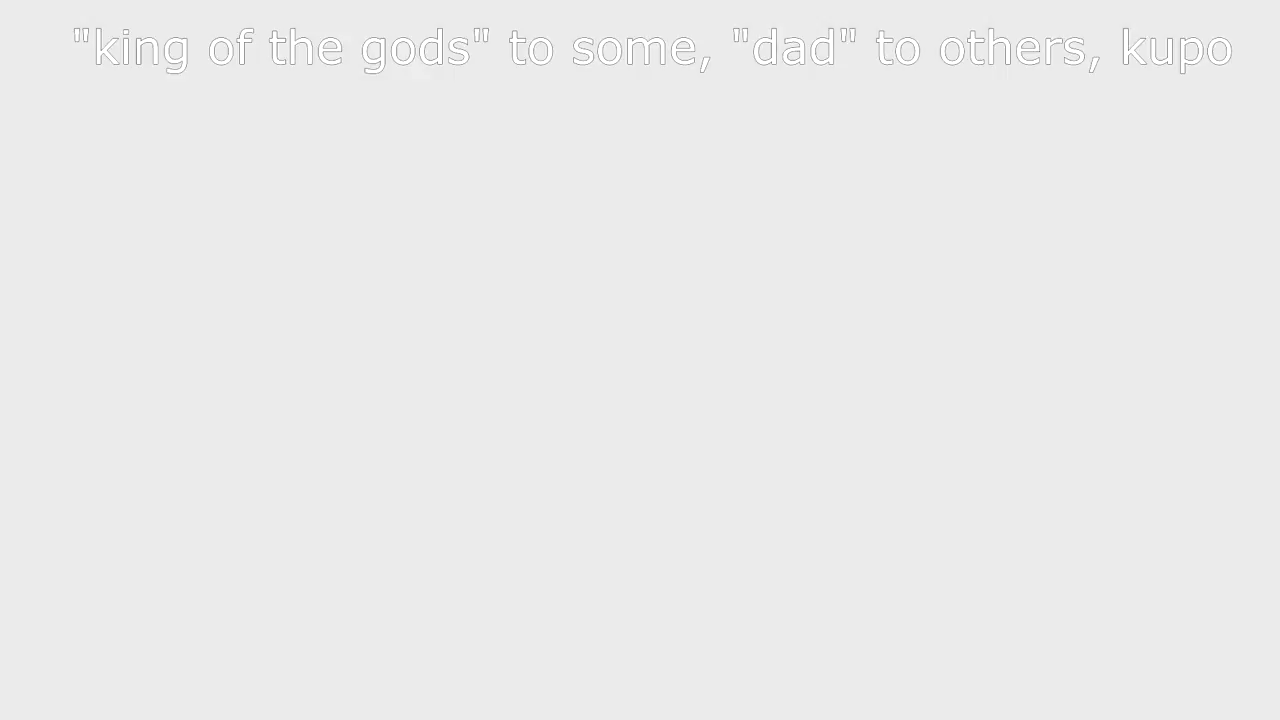 "king of the gods" to some, "dad" to others, kupo